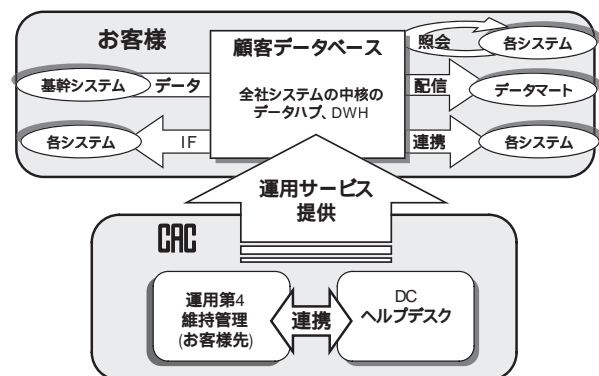 お客様
顧客データベース
全社システムの中核の
データハブ、DWH
基幹システム
データ
各システム
IF
照会
各システム
配信
データマート
連携
各システム
運用サービス
提供
CAC
運用第4
維持管理
(お客様先)
連携
DC
ヘルプデスク